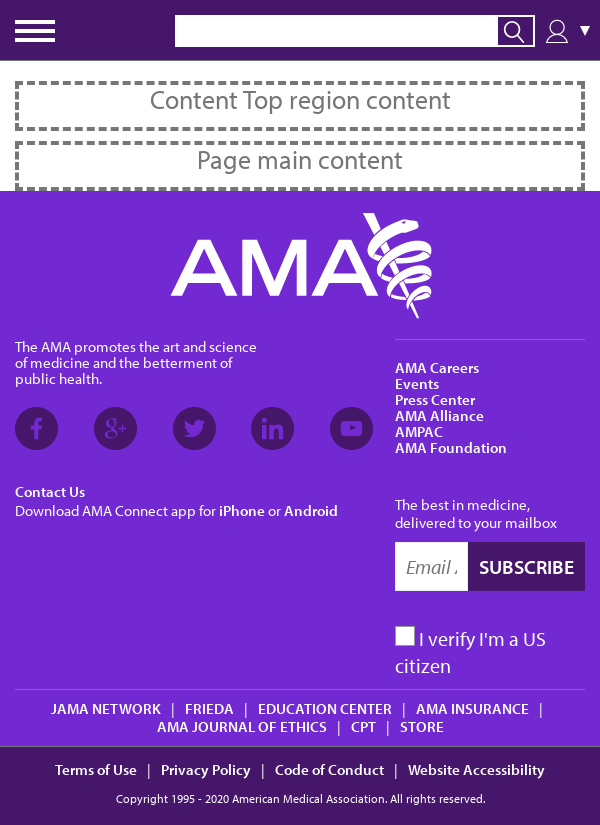 Content Top region content
Page main content
AMA
The AMA promotes the art and science
of medicine and the betterment of
public health.
AMA Careers
Events
Press Center
AMA Alliance
AMPAC
AMA Foundation
Contact Us
Download AMA Connect app for iPhone or Android
The best in medicine,
delivered to your mailbox
Email A
SUBSCRIBE
I verify I'm a US
citizen
JAMA NETWORK | FRIEDA | EDUCATION CENTER | AMA INSURANCE |
AMA JOURNAL OF ETHICS | CPT | STORE
Terms of Use | Privacy Policy | Code of Conduct | Website Accessibility
Copyright 1995 - 2020 American Medical Association. All rights reserved.